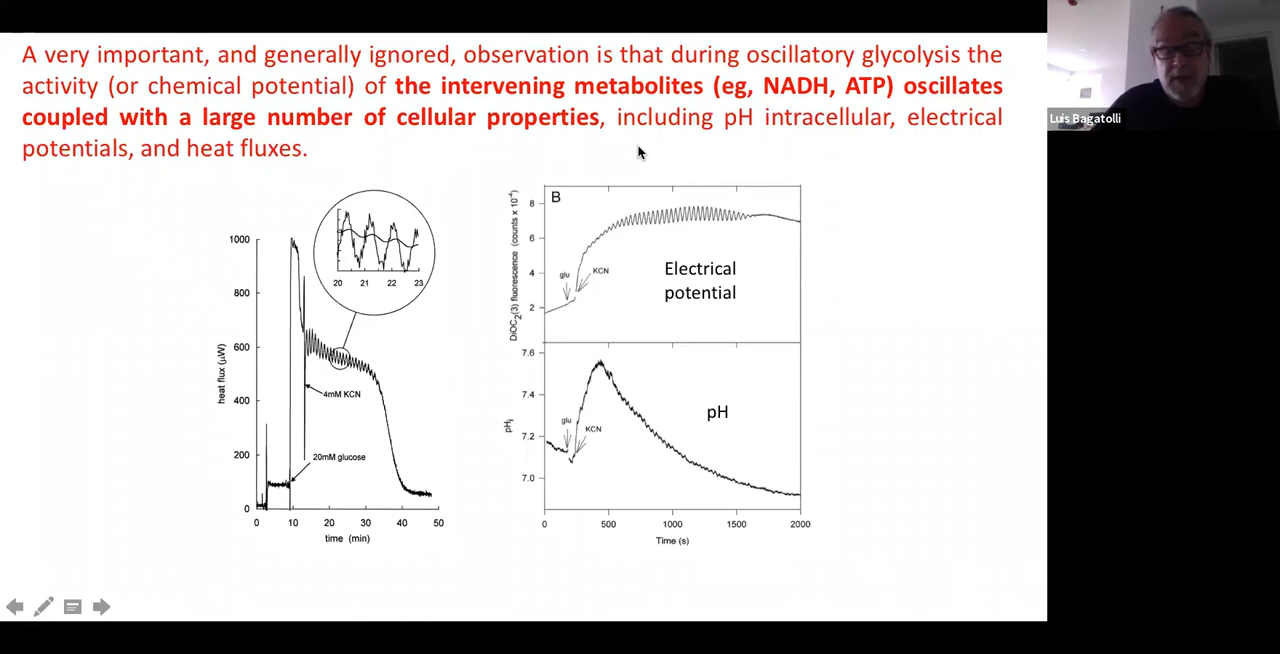 A very important, and generally ignored, observation is that during oscillatory glycolysis the
activity (or chemical potential) of the intervening metabolites (eg, NADH, ATP) oscillates
coupled with a large number of cellular properties, including pH intracellular, electrical
potentials, and heat fluxes.
Luis Bagatolli
1000
800
600
400
200
0
heat flux (µW)
0 10 20 30 40 50
time (min)
20 21 22 23
4mM KCN
20mM glucose
B
8
6
4
2
DiOC2(3) fluorescence (counts x 10-4)
glu
KCN
Electrical
potential
7.6
7.4
7.2
7.0
pHi
glu
KCN
pH
0 500 1000 1500 2000
Time (s)